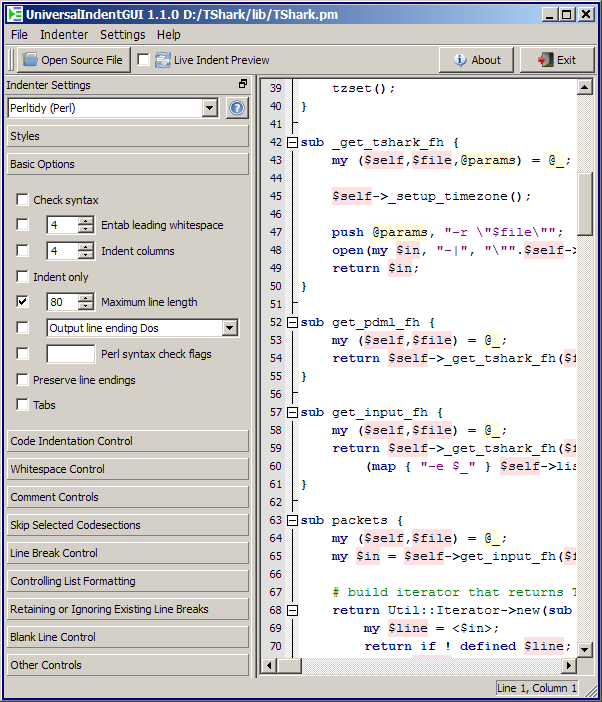 UniversalIndentGUI 1.1.0 D:/TShark/lib/TShark.pm
File Indenter Settings Help
Open Source File Live Indent Preview About Exit
Indenter Settings
Perltidy (Perl)
Styles
Basic Options
Check syntax
4 Entab leading whitespace
4 Indent columns
Indent only
80 Maximum line length
Output line ending Dos
Perl syntax check flags
Preserve line endings
Tabs
Code Indentation Control
Whitespace Control
Comment Controls
Skip Selected Codesections
Line Break Control
Controlling List Formatting
Retaining or Ignoring Existing Line Breaks
Blank Line Control
Other Controls
39 tzset();
40 }
41
42 sub _get_tshark_fh {
43 my ($self,$file,@params) = @_;
44
45 $self->_setup_timezone();
46
47 push @params, "-r \"$file\"";
48 open(my $in, "-|", "\"".$self->
49 return $in;
50 }
51
52 sub get_pdml_fh {
53 my ($self,$file) = @_;
54 return $self->_get_tshark_fh($f
55 }
56
57 sub get_input_fh {
58 my ($self,$file) = @_;
59 return $self->_get_tshark_fh($f
60 (map { "-e $_" } $self->lis
61 }
62
63 sub packets {
64 my ($self,$file) = @_;
65 my $in = $self->get_input_fh($f
66
67 # build iterator that returns T
68 return Util::Iterator->new(sub
69 my $line = <$in>;
70 return if ! defined $line;
Line 1, Column 1